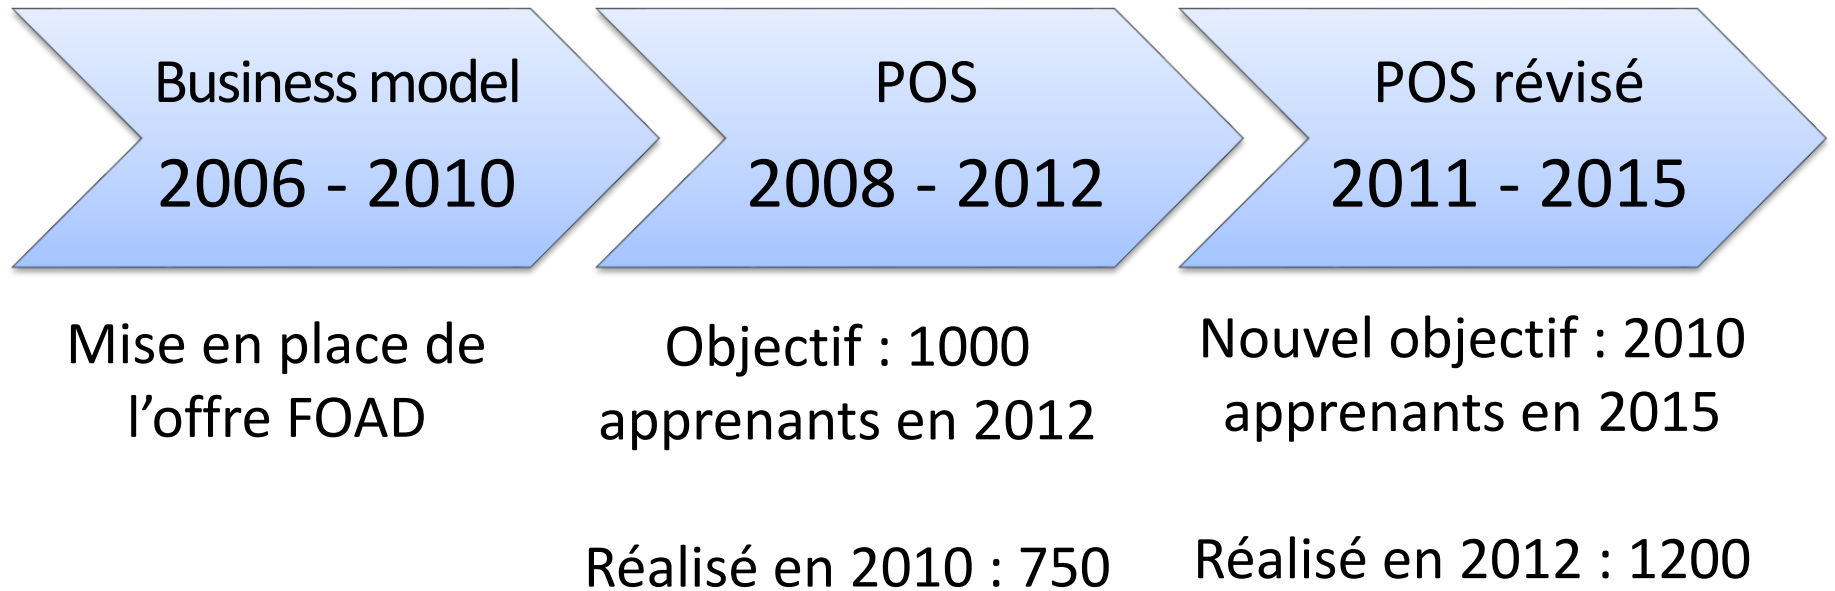 Business model
2006 - 2010
Mise en place de
l’offre FOAD
POS
2008 - 2012
Objectif : 1000
apprenants en 2012
Réalisé en 2010 : 750
POS révisé
2011 - 2015
Nouvel objectif : 2010
apprenants en 2015
Réalisé en 2012 : 1200